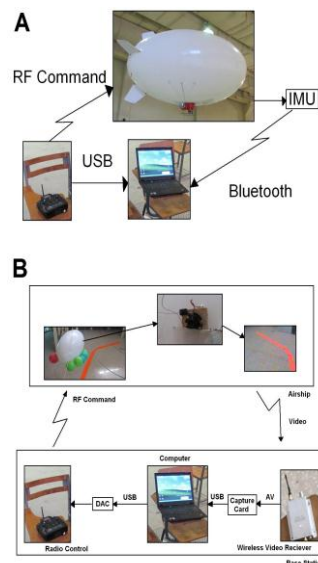 A
RF Command
IMU
USB
Bluetooth
B
RF Command
Airship
Video
Computer
USB
USB
AV
DAC
Capture
Card
Radio Control
Wireless Video Reciever